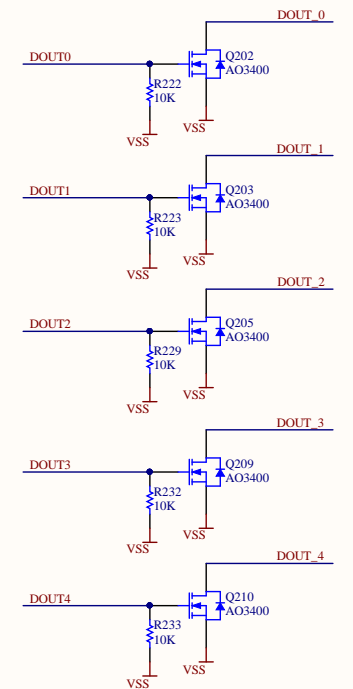 DOUT_0
DOUT0
Q202
AO3400
R222
10K
VSS
VSS
DOUT_1
DOUT1
Q203
AO3400
R223
10K
VSS
VSS
DOUT_2
DOUT2
Q205
AO3400
R229
10K
VSS
VSS
DOUT_3
DOUT3
Q209
AO3400
R232
10K
VSS
VSS
DOUT_4
DOUT4
Q210
AO3400
R233
10K
VSS
VSS